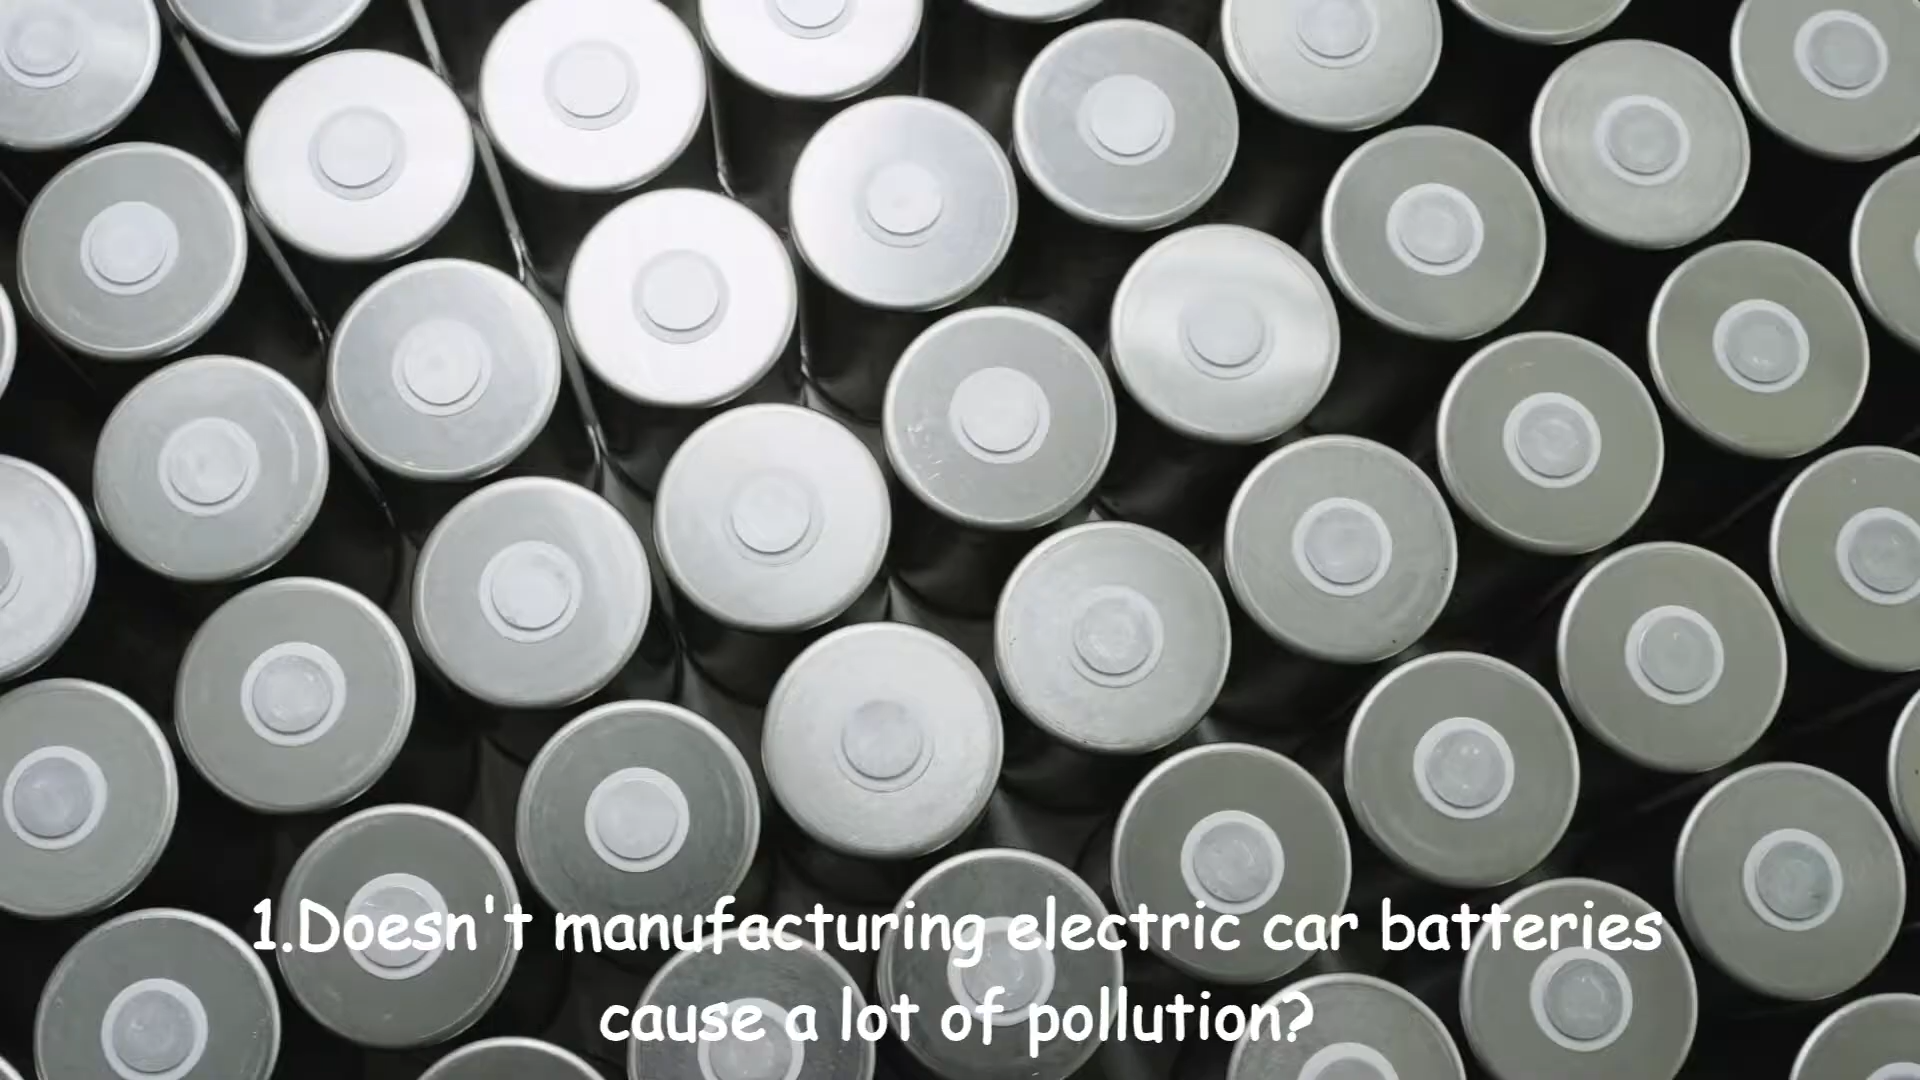 1.Doesn't manufacturing electric car batteries
cause a lot of pollution?